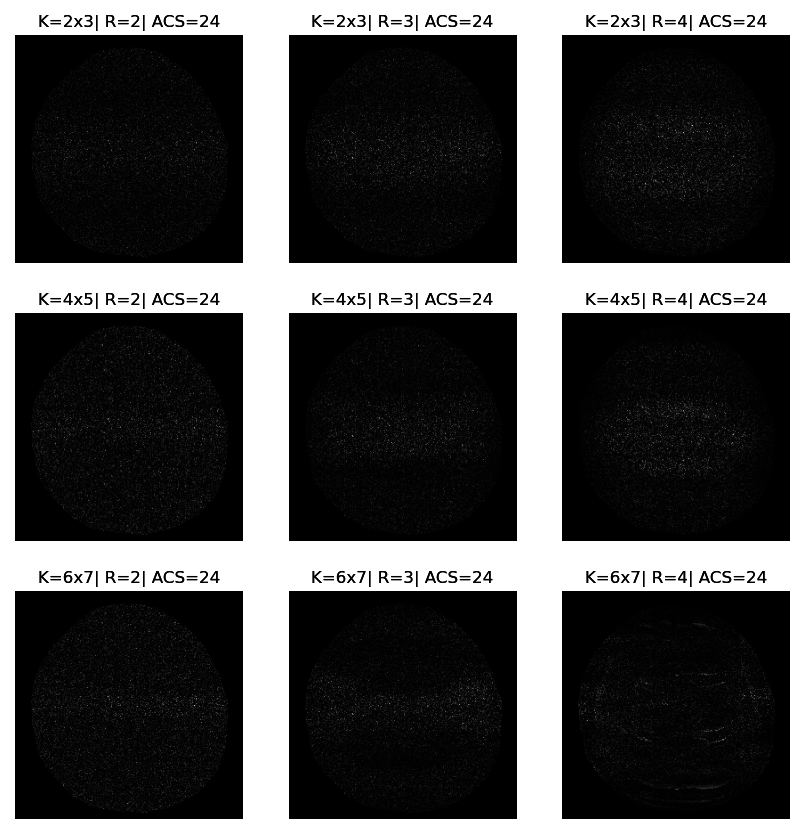 K=2x3| R=2| ACS=24
K=2x3| R=3| ACS=24
K=2x3| R=4| ACS=24
K=4x5| R=2| ACS=24
K=4x5| R=3| ACS=24
K=4x5| R=4| ACS=24
K=6x7| R=2| ACS=24
K=6x7| R=3| ACS=24
K=6x7| R=4| ACS=24